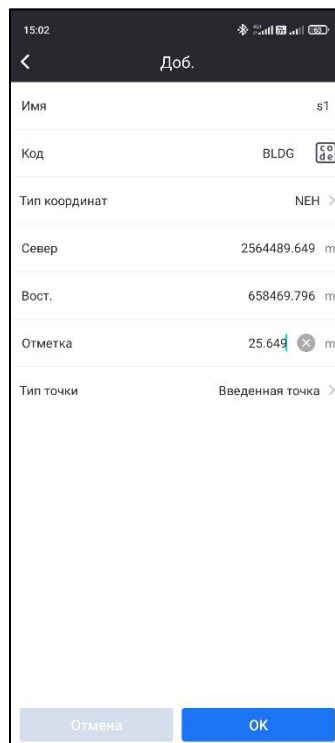 15:02
Доб.
Имя s1
Код BLDG code
Тип координат NEH
Север 2564489.649 m
Вост. 658469.796 m
Отметка 25.649 m
Тип точки Введенная точка
Отмена OK